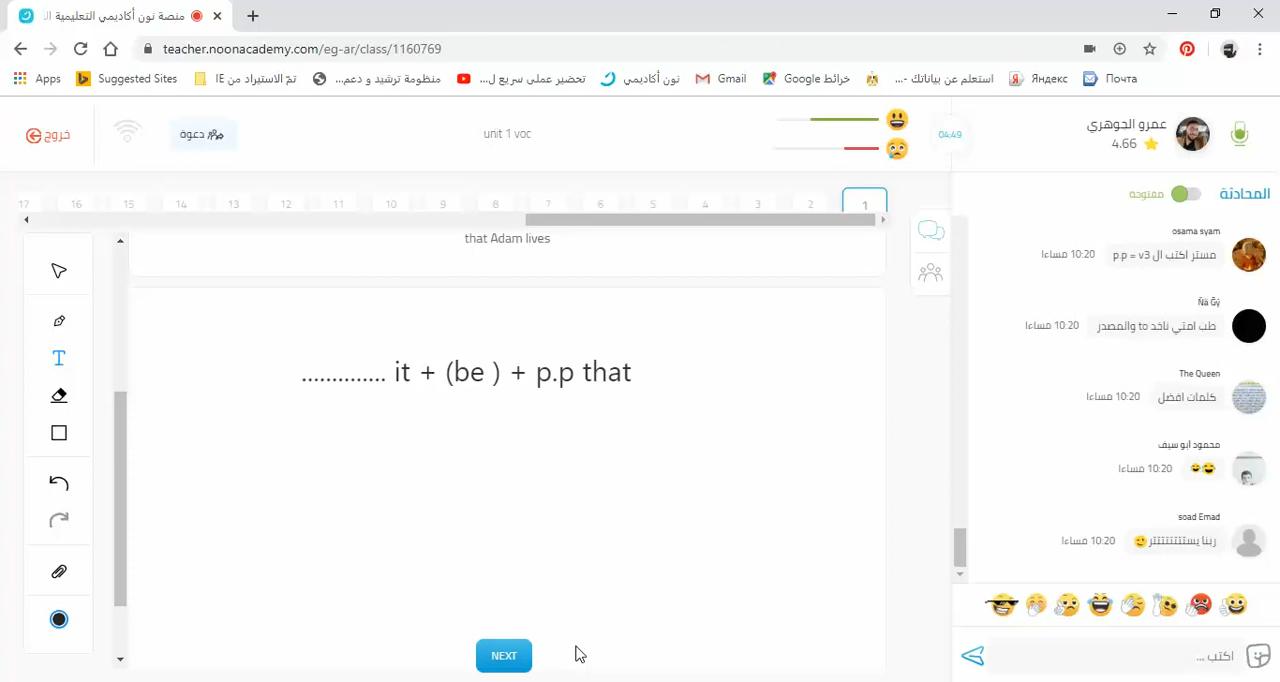 منصة نون أكاديمي التعليمية ال
teacher.noonacademy.com/eg-ar/class/1160769
Apps
Suggested Sites
تمّ الاستيراد من IE
منظومة ترشيد و دعم...
تحضير عملى سريع ل...
نون أكاديمي
Gmail
خرائط Google
استعلم عن بياناتك -...
Яндекс
Почта
خروج
دعوة
unit 1 voc
04:49
عمرو الجوهري
4.66
17 16 15 14 13 12 11 10 9 8 7 6 5 4 3 2 1
المحادثة
مفتوحة
that Adam lives
.............. it + (be ) + p.p that
NEXT
osama syam
مستر اكتب ال p.p = v3
10:20 مساءا
Ñä Ğÿ
طب امتي ناخد to والمصدر
10:20 مساءا
The Queen
كلمات افضل
10:20 مساءا
محمود ابو سيف
10:20 مساءا
soad Emad
ربنا يستتتتتتتتر
10:20 مساءا
اكتب ...